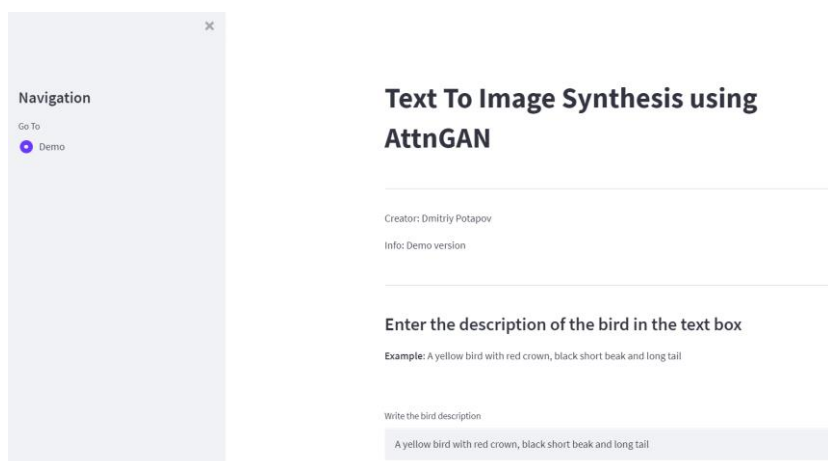 ×
Navigation
Go To
Demo
Text To Image Synthesis using
AttnGAN
Creator: Dmitriy Potapov
Info: Demo version
Enter the description of the bird in the text box
Example: A yellow bird with red crown, black short beak and long tail
Write the bird description
A yellow bird with red crown, black short beak and long tail